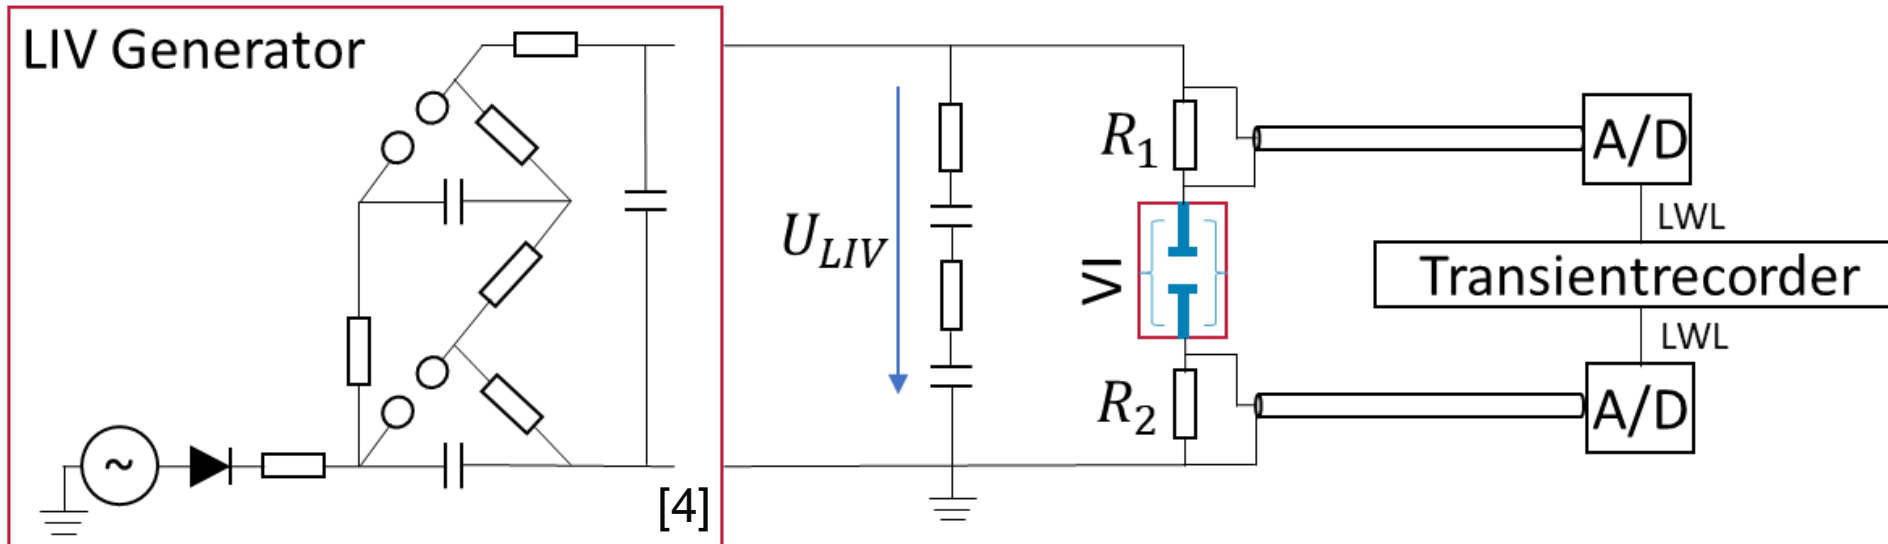 LIV Generator
~
[4]
U_LIV
R_1
VI
R_2
A/D
LWL
Transientrecorder
LWL
A/D